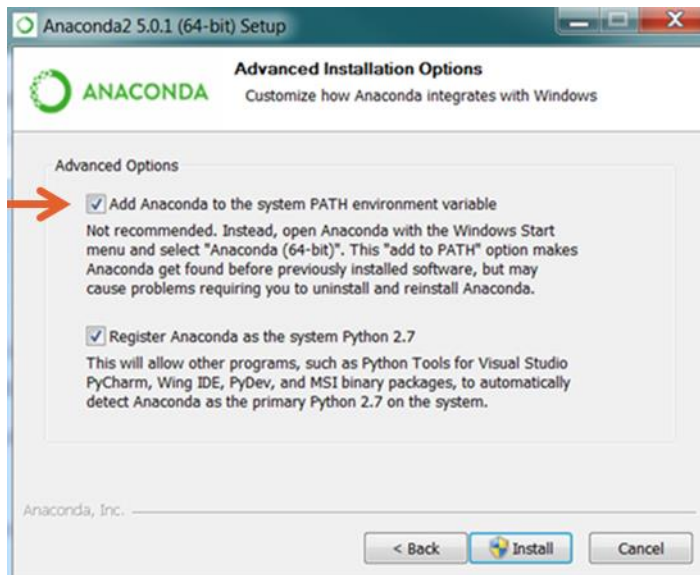 Anaconda2 5.0.1 (64-bit) Setup
ANACONDA
Advanced Installation Options
Customize how Anaconda integrates with Windows
Advanced Options
Add Anaconda to the system PATH environment variable
Not recommended. Instead, open Anaconda with the Windows Start
menu and select "Anaconda (64-bit)". This "add to PATH" option makes
Anaconda get found before previously installed software, but may
cause problems requiring you to uninstall and reinstall Anaconda.
Register Anaconda as the system Python 2.7
This will allow other programs, such as Python Tools for Visual Studio
PyCharm, Wing IDE, PyDev, and MSI binary packages, to automatically
detect Anaconda as the primary Python 2.7 on the system.
Anaconda, Inc.
< Back Install Cancel